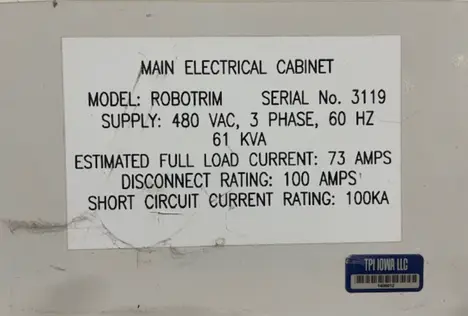 MAIN ELECTRICAL CABINET
MODEL: ROBOTRIM SERIAL No. 3119
SUPPLY: 480 VAC, 3 PHASE, 60 HZ
61 KVA
ESTIMATED FULL LOAD CURRENT: 73 AMPS
DISCONNECT RATING: 100 AMPS
SHORT CIRCUIT CURRENT RATING: 100KA
TPI IOWA LLC